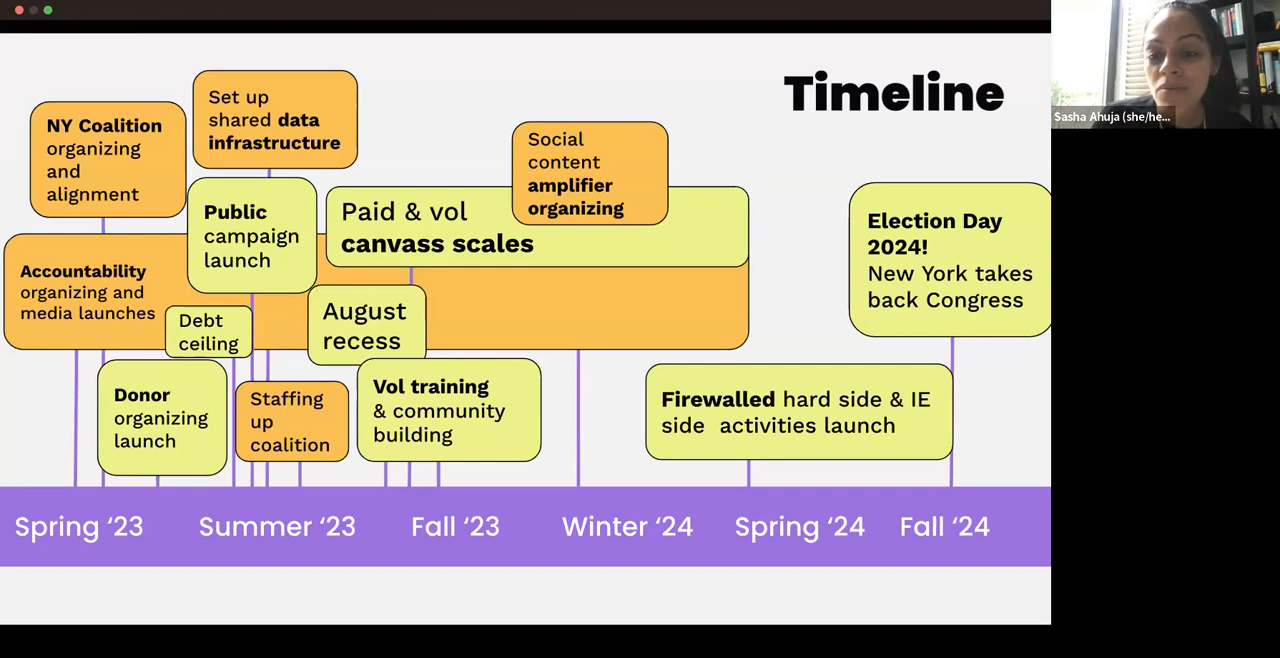 Timeline
Set up
shared data
infrastructure
NY Coalition
organizing
and
alignment
Social
content
amplifier
organizing
Public
campaign
launch
Paid & vol
canvass scales
Election Day
2024!
New York takes
back Congress
Accountability
organizing and
media launches
August
recess
Debt
ceiling
Donor
organizing
launch
Staffing
up
coalition
Vol training
& community
building
Firewalled hard side & IE
side activities launch
Spring ‘23
Summer ‘23
Fall ‘23
Winter ‘24
Spring ‘24
Fall ‘24
Sasha Ahuja (she/he...